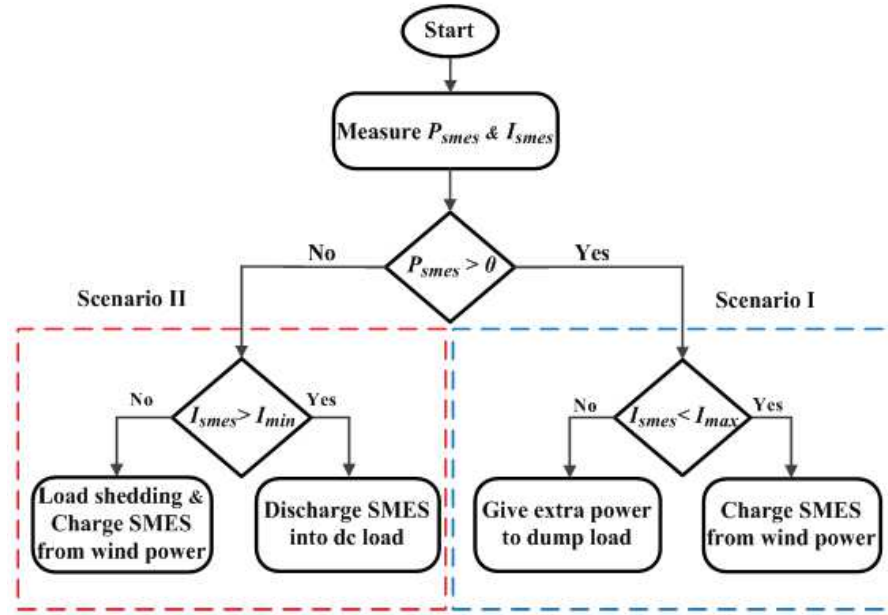 Start
Measure P_smes & I_smes
No
P_smes > 0
Yes
Scenario II
Scenario I
No
I_smes > I_min
Yes
No
I_smes < I_max
Yes
Load shedding &
Charge SMES
from wind power
Discharge SMES
into dc load
Give extra power
to dump load
Charge SMES
from wind power